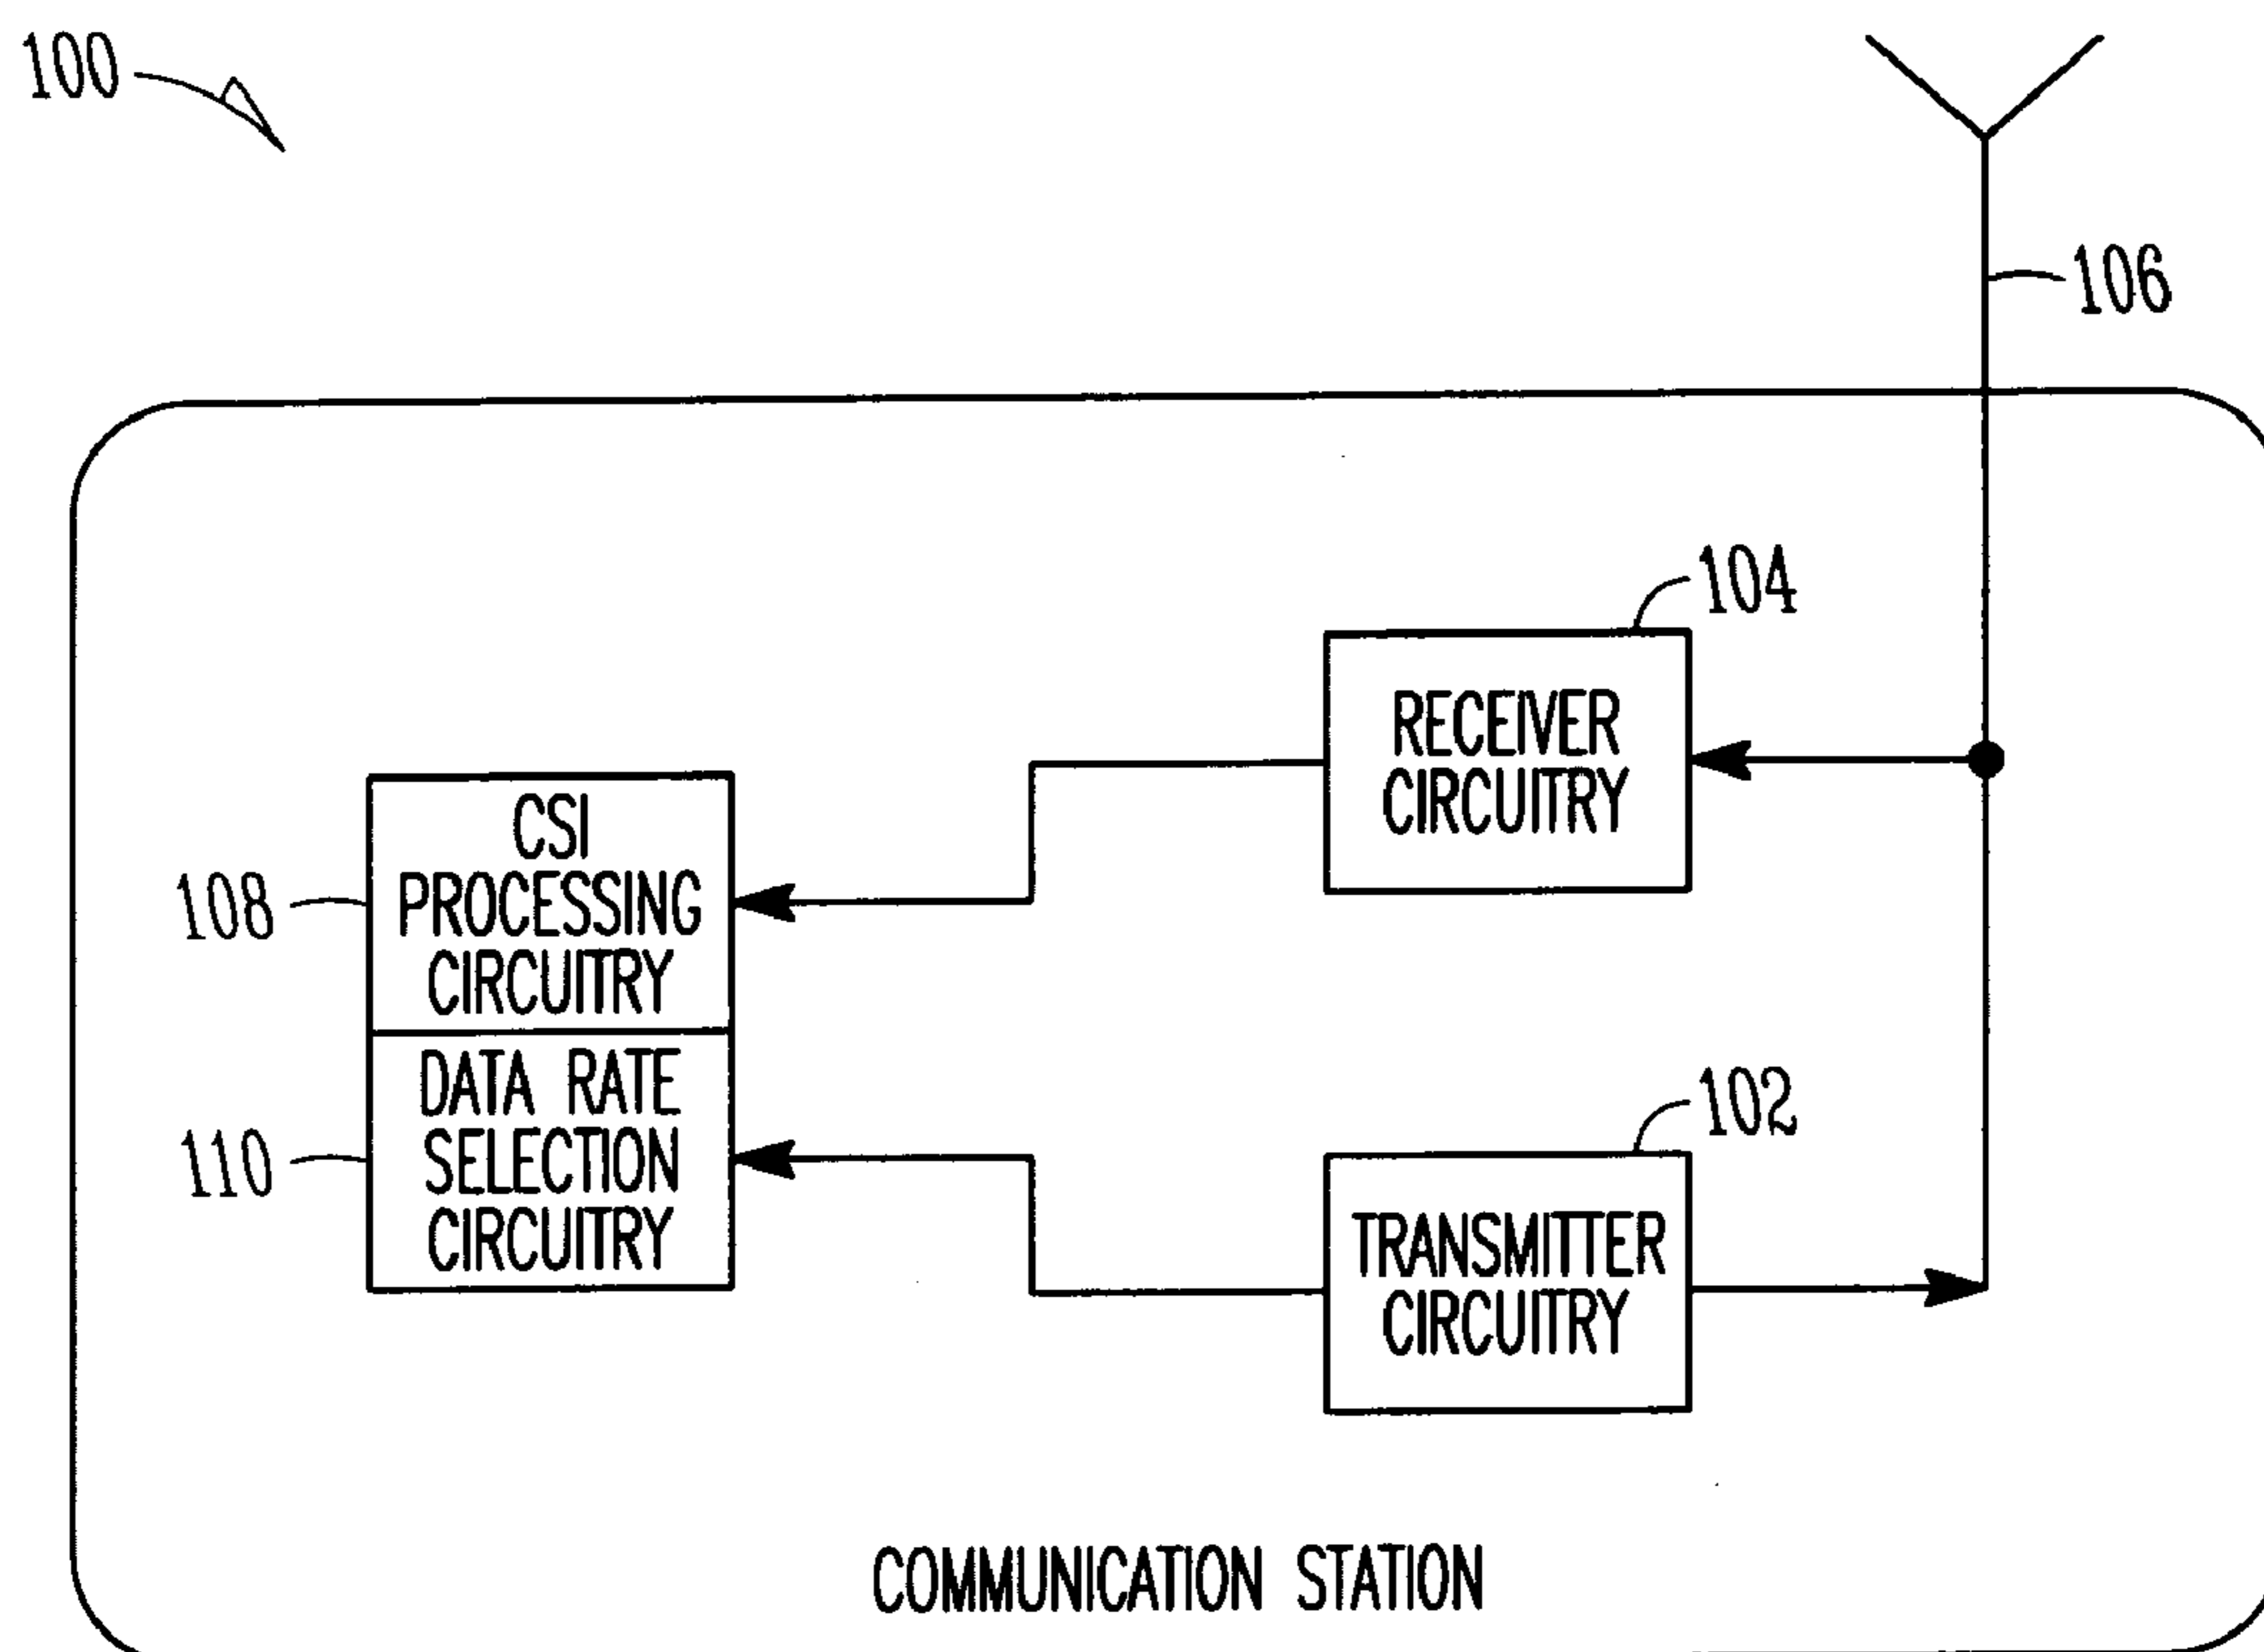 100
106
104
RECEIVER
CIRCUITRY
CSI
PROCESSING
CIRCUITRY
108
DATA RATE
SELECTION
CIRCUITRY
110
102
TRANSMITTER
CIRCUITRY
COMMUNICATION STATION